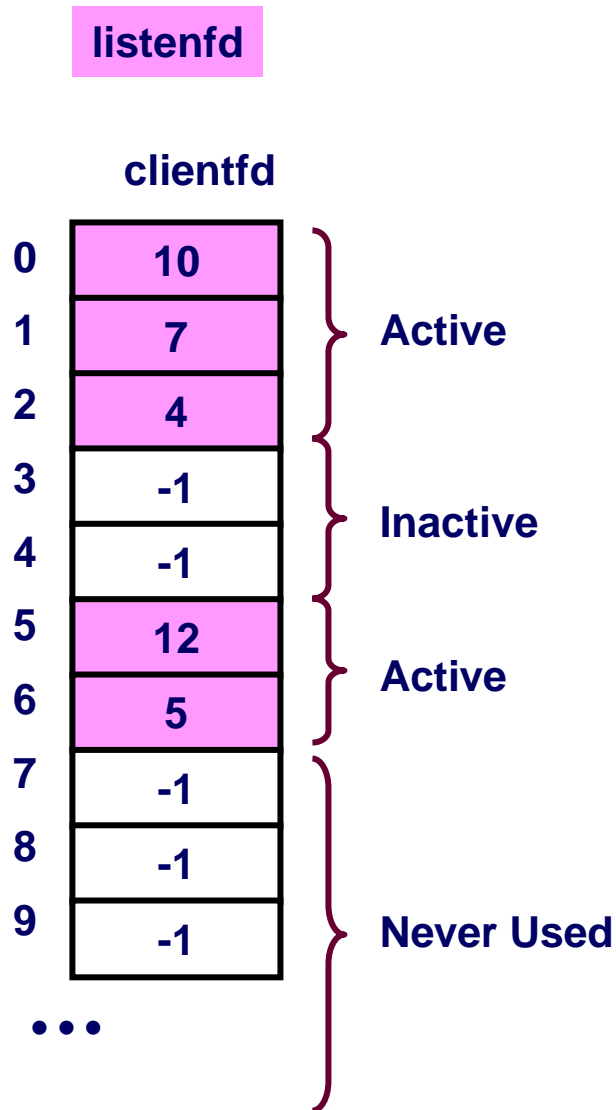 listenfd
clientfd
0 10
1 7 Active
2 4
3 -1
Inactive
4 -1
5 12
Active
6 5
7 -1
8 -1
9 -1 Never Used
•••